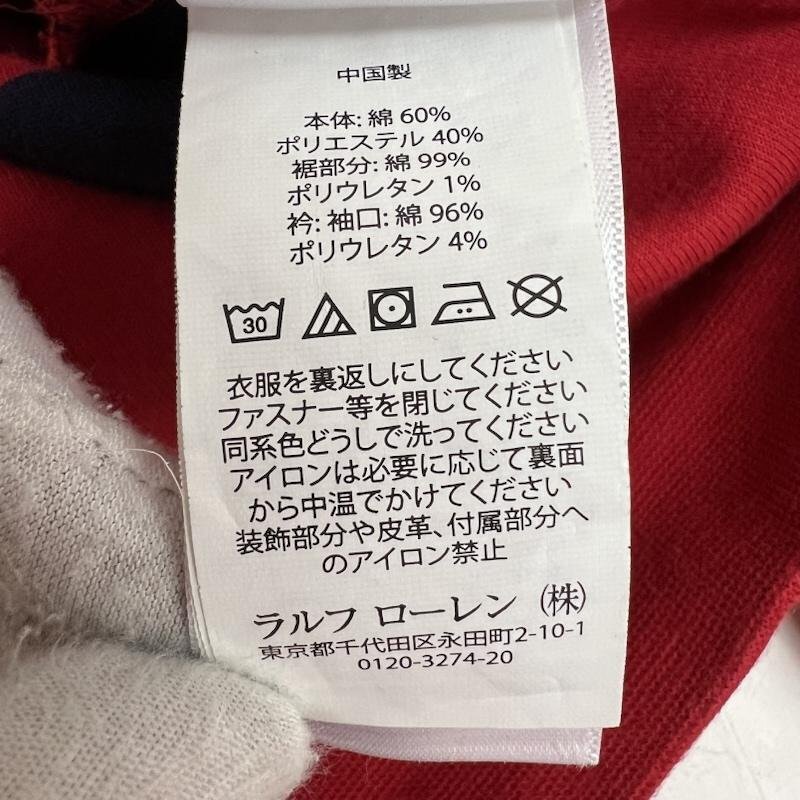 中国製
本体: 綿 60%
ポリエステル 40%
裾部分: 綿 99%
ポリウレタン 1%
衿: 袖口: 綿 96%
ポリウレタン 4%
30
衣服を裏返しにしてください
ファスナー等を閉じてください
同系色どうしで洗ってください
アイロンは必要に応じて裏面
から中温でかけてください
装飾部分や皮革、付属部分へ
のアイロン禁止
ラルフ ローレン (株)
東京都千代田区永田町2-10-1
0120-3274-20